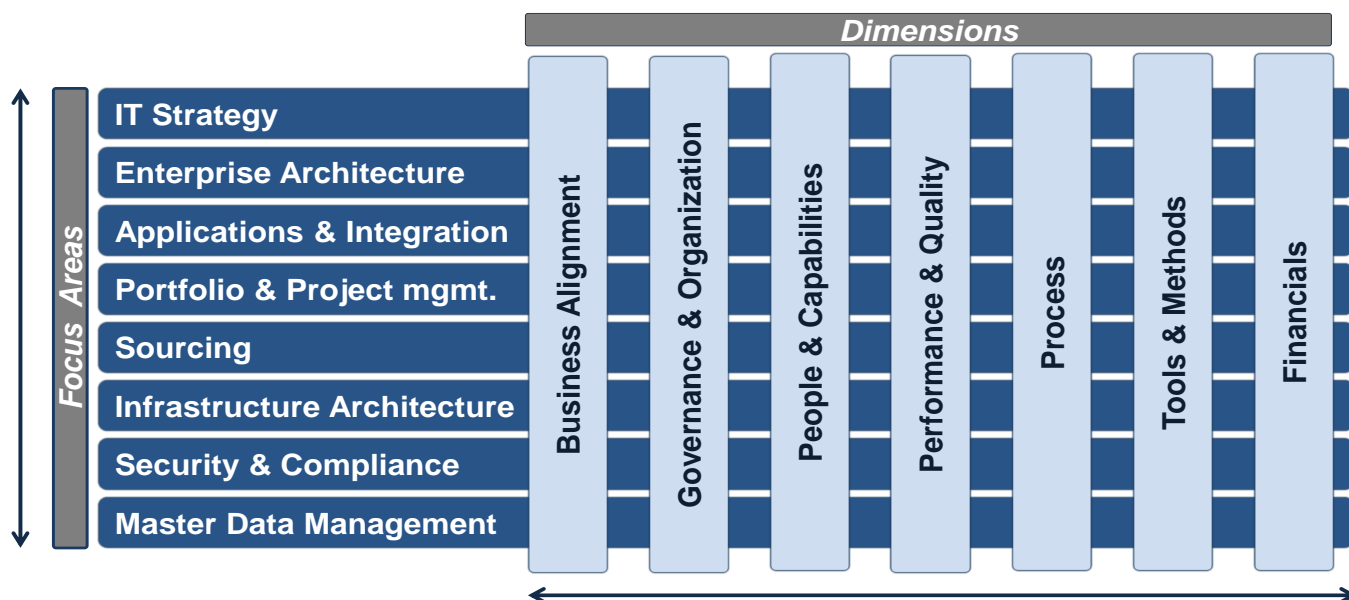 Dimensions
Focus Areas
IT Strategy
Enterprise Architecture
Applications & Integration
Portfolio & Project mgmt.
Sourcing
Infrastructure Architecture
Security & Compliance
Master Data Management
Business Alignment
Governance & Organization
People & Capabilities
Performance & Quality
Process
Tools & Methods
Financials